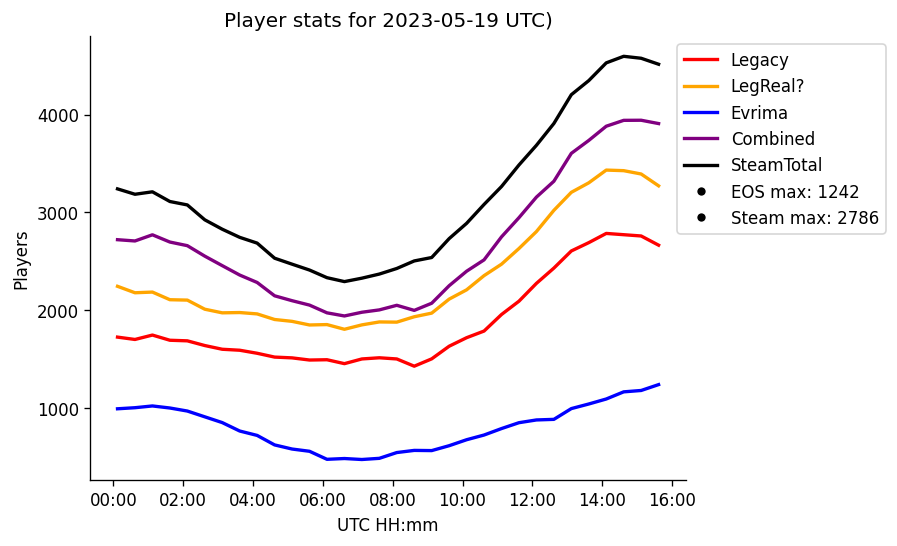 Player stats for 2023-05-19 UTC)
Legacy
LegReal?
Evrima
Combined
SteamTotal
EOS max: 1242
Steam max: 2786
Players
4000
3000
2000
1000
00:00 02:00 04:00 06:00 08:00 10:00 12:00 14:00 16:00
UTC HH:mm